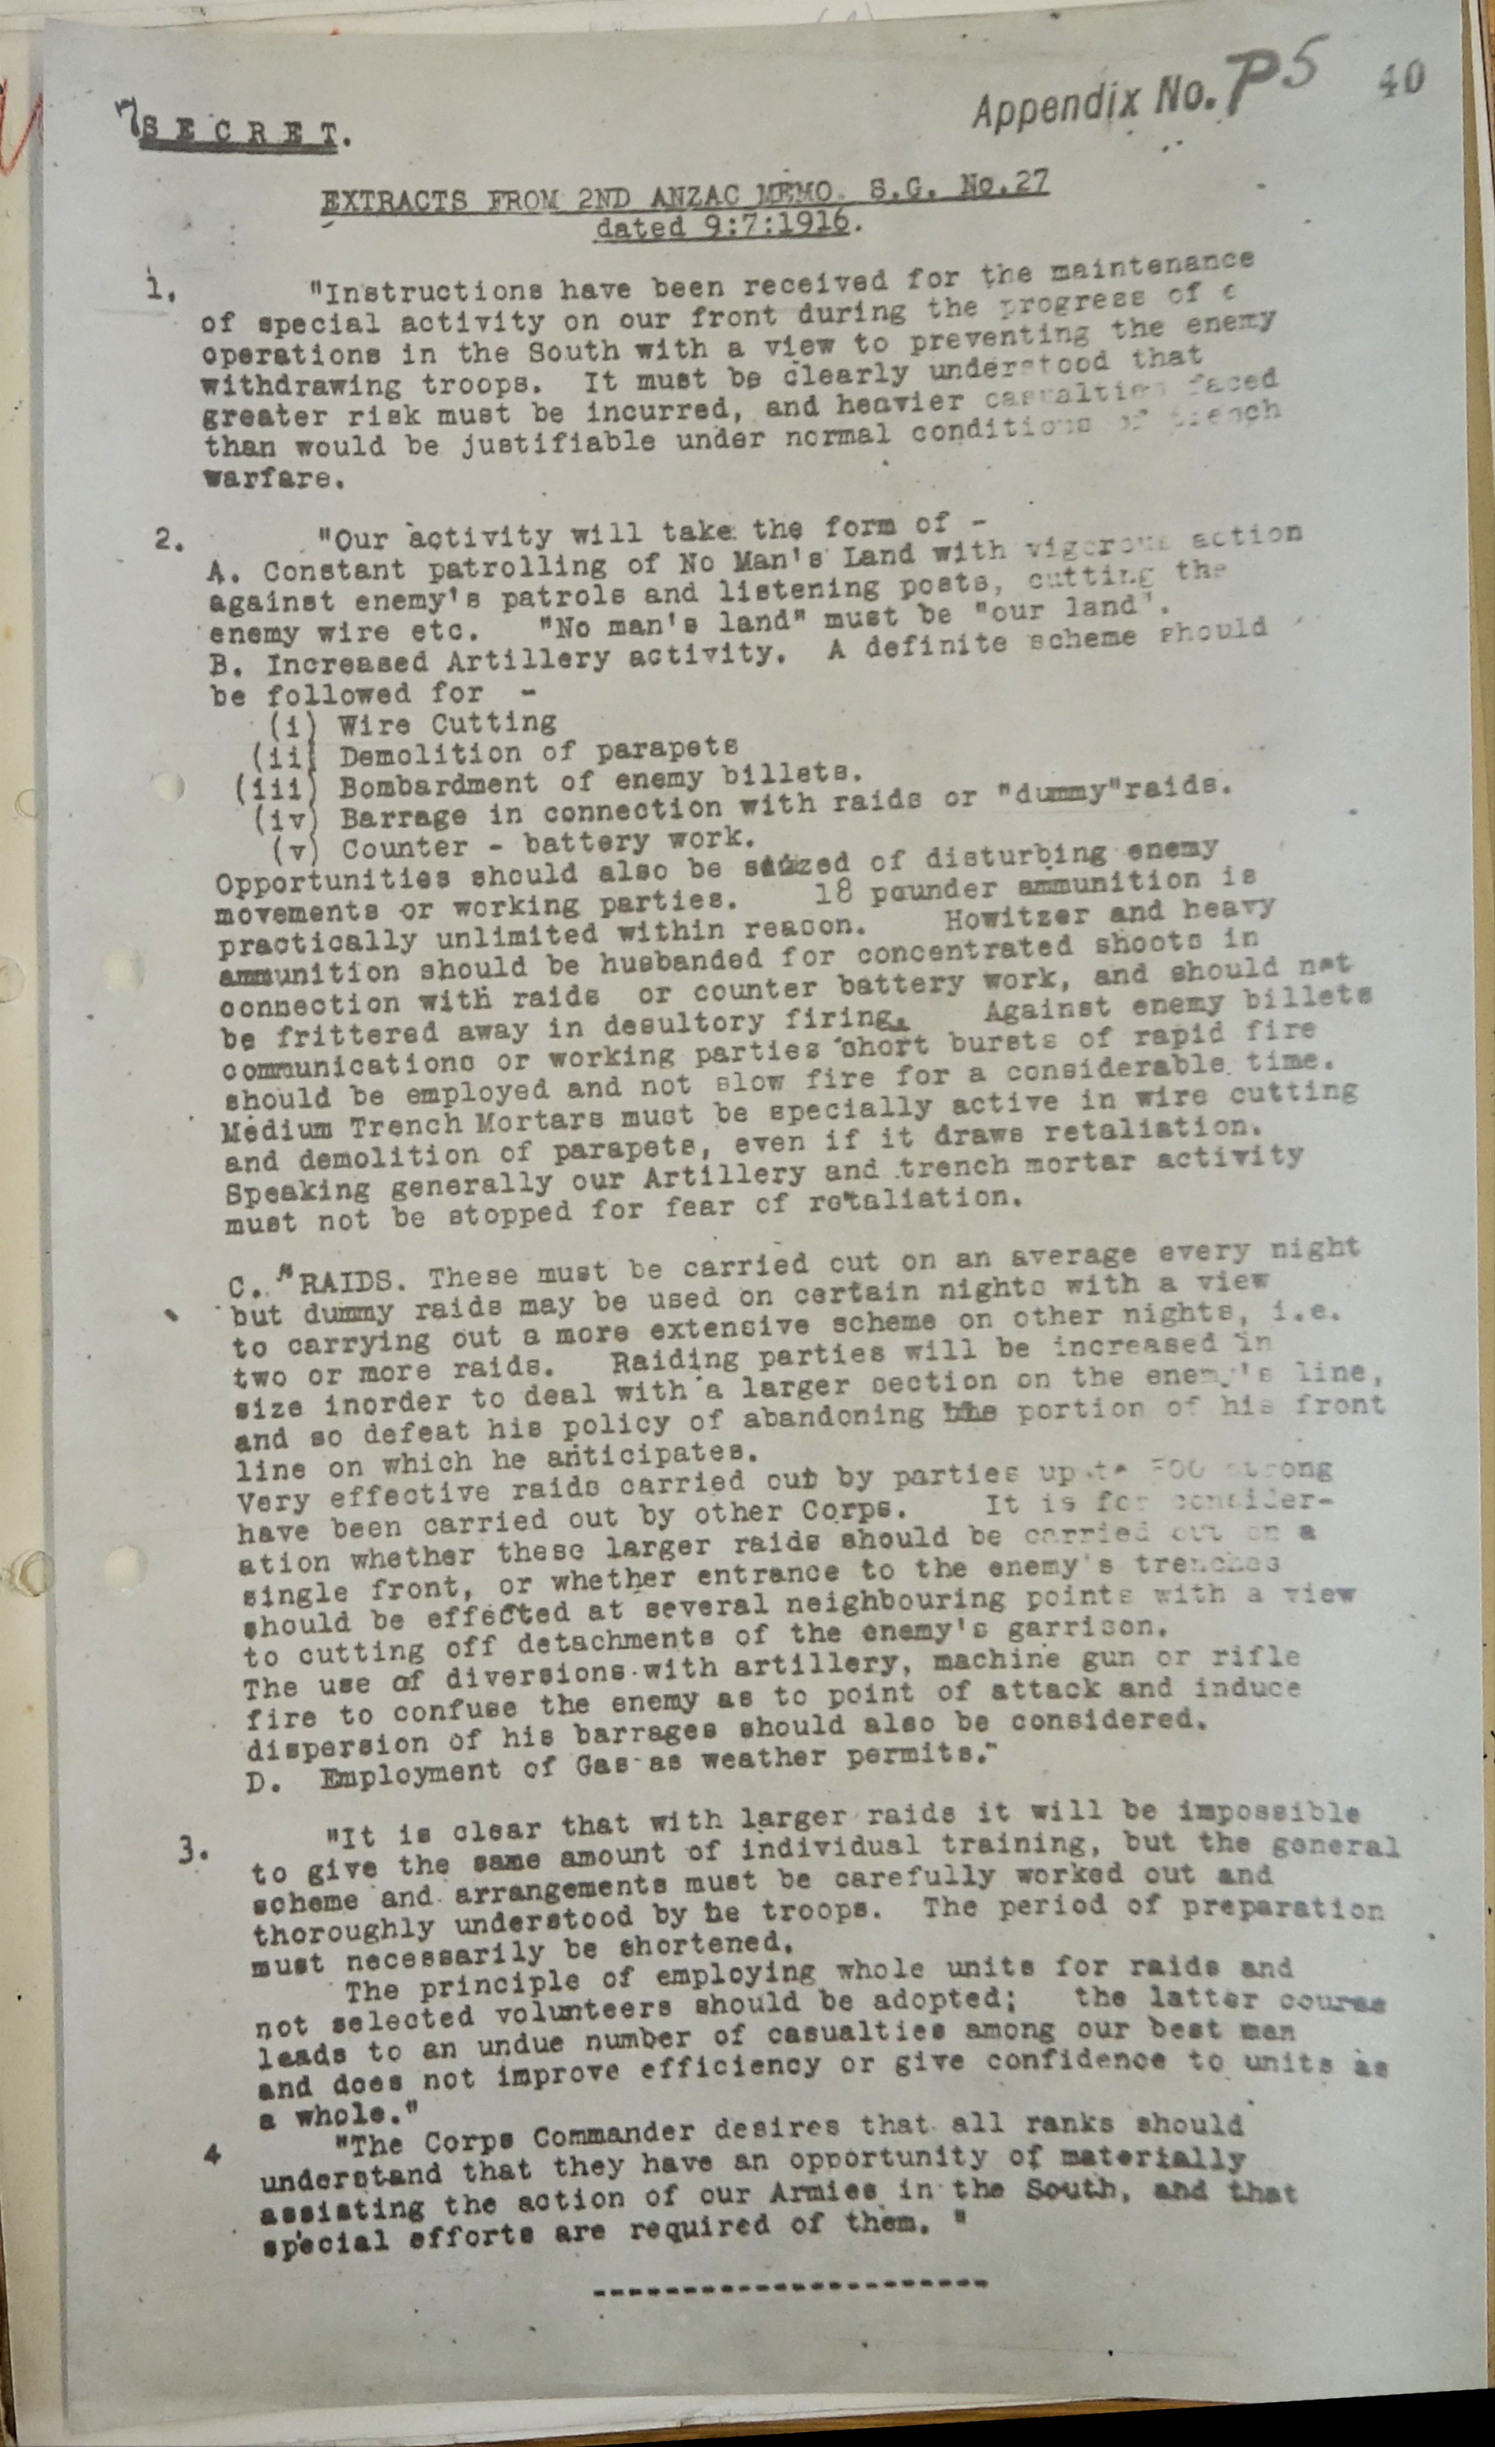 Appendix No. P5 40
SECRET.
EXTRACTS FROM 2ND ANZAC MEMO. S.G. No.27
dated 9:7:1916.
1. "Instructions have been received for the maintenance
of special activity on our front during the progress of
operations in the South with a view to preventing the enemy
withdrawing troops. It must be clearly understood that
greater risk must be incurred, and heavier casualties faced
than would be justifiable under normal conditions of trench
warfare.
2. "Our activity will take the form of -
A. Constant patrolling of No Man's Land with vigorous action
against enemy's patrols and listening posts, cutting the
enemy wire etc. "No man's land" must be "our land".
B. Increased Artillery activity. A definite scheme should
be followed for -
(i) Wire Cutting
(ii) Demolition of parapets
(iii) Bombardment of enemy billets.
(iv) Barrage in connection with raids or "dummy"raids.
(v) Counter - battery work.
Opportunities should also be seized of disturbing enemy
movements or working parties. 18 pounder ammunition is
practically unlimited within reason. Howitzer and heavy
ammunition should be husbanded for concentrated shoots in
connection with raids or counter battery work, and should not
be frittered away in desultory firing. Against enemy billets
communications or working parties short bursts of rapid fire
should be employed and not slow fire for a considerable time.
Medium Trench Mortars must be specially active in wire cutting
and demolition of parapets, even if it draws retaliation.
Speaking generally our Artillery and trench mortar activity
must not be stopped for fear of retaliation.
C. "RAIDS. These must be carried out on an average every night
but dummy raids may be used on certain nights with a view
to carrying out a more extensive scheme on other nights, i.e.
two or more raids. Raiding parties will be increased in
size inorder to deal with a larger section on the enemy's line,
and so defeat his policy of abandoning the portion of his front
line on which he anticipates.
Very effective raids carried out by parties up to 500 strong
have been carried out by other Corps. It is for consider-
ation whether these larger raids should be carried out on a
single front, or whether entrance to the enemy's trenches
should be effected at several neighbouring points with a view
to cutting off detachments of the enemy's garrison.
The use of diversions with artillery, machine gun or rifle
fire to confuse the enemy as to point of attack and induce
dispersion of his barrages should also be considered.
D. Employment of Gas as weather permits."
3. "It is clear that with larger raids it will be impossible
to give the same amount of individual training, but the general
scheme and arrangements must be carefully worked out and
thoroughly understood by he troops. The period of preparation
must necessarily be shortened.
The principle of employing whole units for raids and
not selected volunteers should be adopted; the latter course
leads to an undue number of casualties among our best men
and does not improve efficiency or give confidence to units as
a whole."
4 "The Corps Commander desires that all ranks should
understand that they have an opportunity of materially
assisting the action of our Armies in the South, and that
special efforts are required of them. "